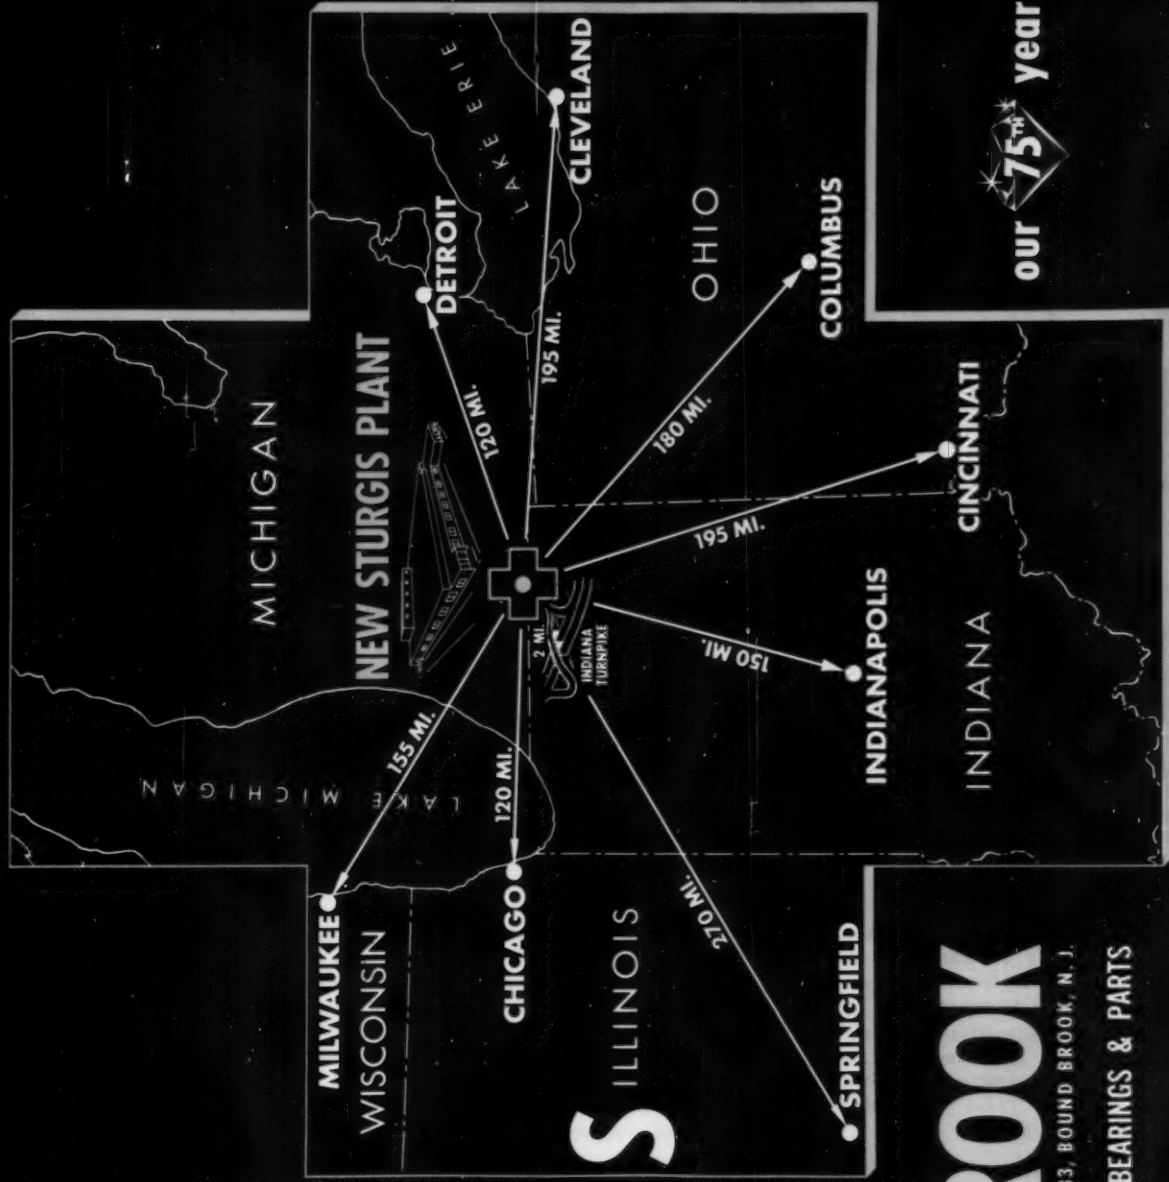 MICHIGAN
NEW STURGIS PLANT
LAKE MICHIGAN
LAKE ERIE
MILWAUKEE
WISCONSIN
155 MI.
120 MI.
DETROIT
CHICAGO
120 MI.
2 MI.
INDIANA
TURNPIKE
195 MI.
CLEVELAND
S
ILLINOIS
270 MI.
150 MI.
195 MI.
180 MI.
OHIO
SPRINGFIELD
INDIANAPOLIS
COLUMBUS
CINCINNATI
INDIANA
ROOK
33, BOUND BROOK, N. J.
BEARINGS & PARTS
our 75TH year